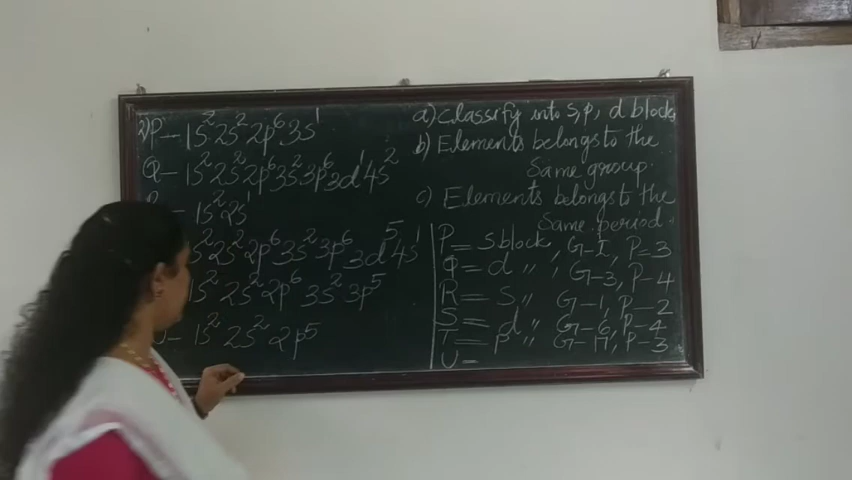 2) P - 1s² 2s² 2p⁶ 3s¹
Q - 1s² 2s² 2p⁶ 3s² 3p⁶ 3d¹ 4s²
- 1s² 2s¹
s² 2s² 2p⁶ 3s² 3p⁶ 3d⁵ 4s¹
1s² 2s² 2p⁶ 3s² 3p⁵
U - 1s² 2s² 2p⁵
a) Classify into s, p, d block
b) Elements belongs to the
same group.
c) Elements belongs to the
same period.
P = s block, G-I, P=3
Q = d ", G-3, P-4
R = s ", G-1, P-2
S = d " G-6, P-4
T = p " G-17, P-3
U =